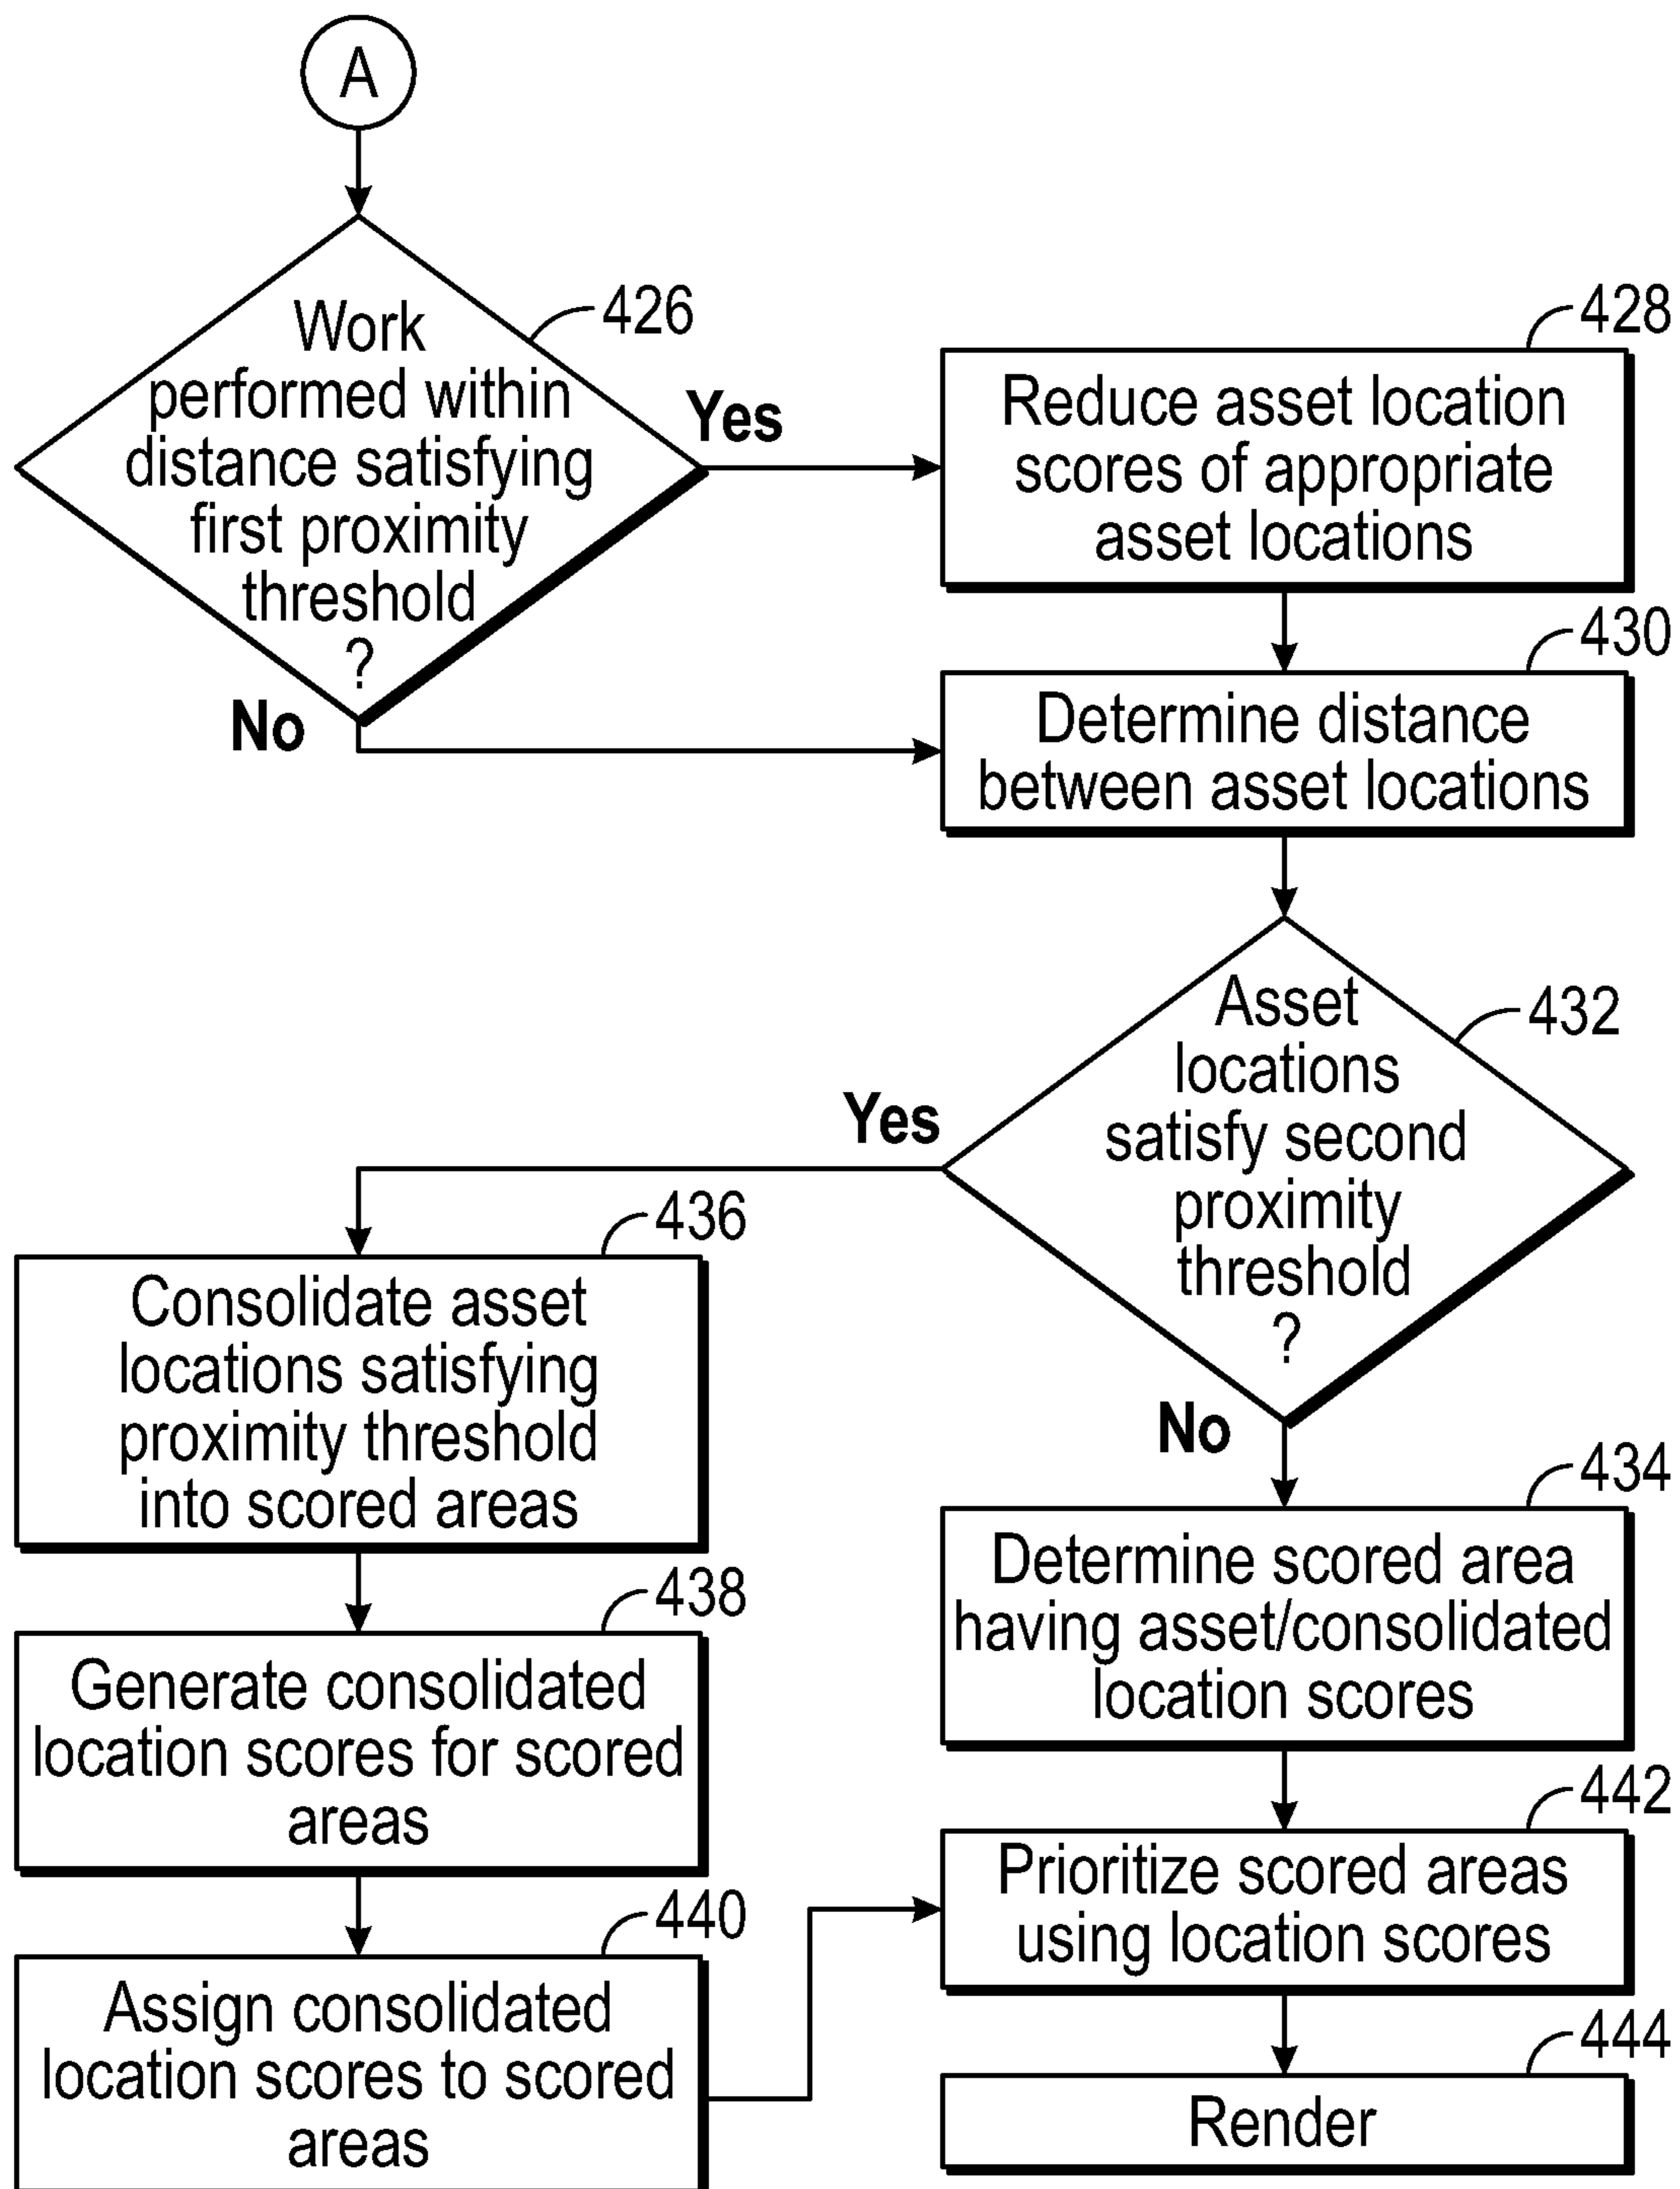 A
Work
performed within
distance satisfying
first proximity
threshold
?
426
Yes
No
428
Reduce asset location
scores of appropriate
asset locations
430
Determine distance
between asset locations
432
Asset
locations
satisfy second
proximity
threshold
?
Yes
No
436
Consolidate asset
locations satisfying
proximity threshold
into scored areas
438
Generate consolidated
location scores for scored
areas
440
Assign consolidated
location scores to scored
areas
434
Determine scored area
having asset/consolidated
location scores
442
Prioritize scored areas
using location scores
444
Render